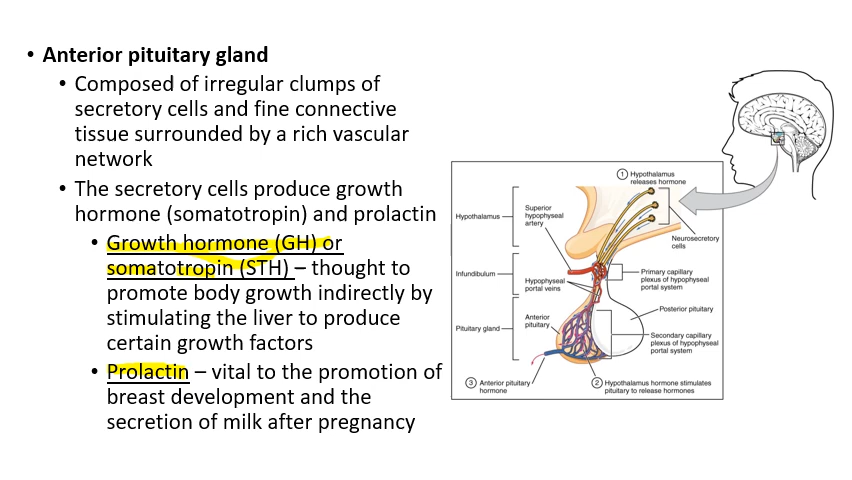 • Anterior pituitary gland
• Composed of irregular clumps of
secretory cells and fine connective
tissue surrounded by a rich vascular
network
• The secretory cells produce growth
hormone (somatotropin) and prolactin
• Growth hormone (GH) or
somatotropin (STH) – thought to
promote body growth indirectly by
stimulating the liver to produce
certain growth factors
• Prolactin – vital to the promotion of
breast development and the
secretion of milk after pregnancy
1 Hypothalamus
releases hormone
Hypothalamus
Superior
hypophyseal
artery
Neurosecretory
cells
Infundibulum
Hypophyseal
portal veins
Primary capillary
plexus of hypophyseal
portal system
Posterior pituitary
Pituitary gland
Anterior
pituitary
Secondary capillary
plexus of hypophyseal
portal system
3 Anterior pituitary
hormone
2 Hypothalamus hormone stimulates
pituitary to release hormones